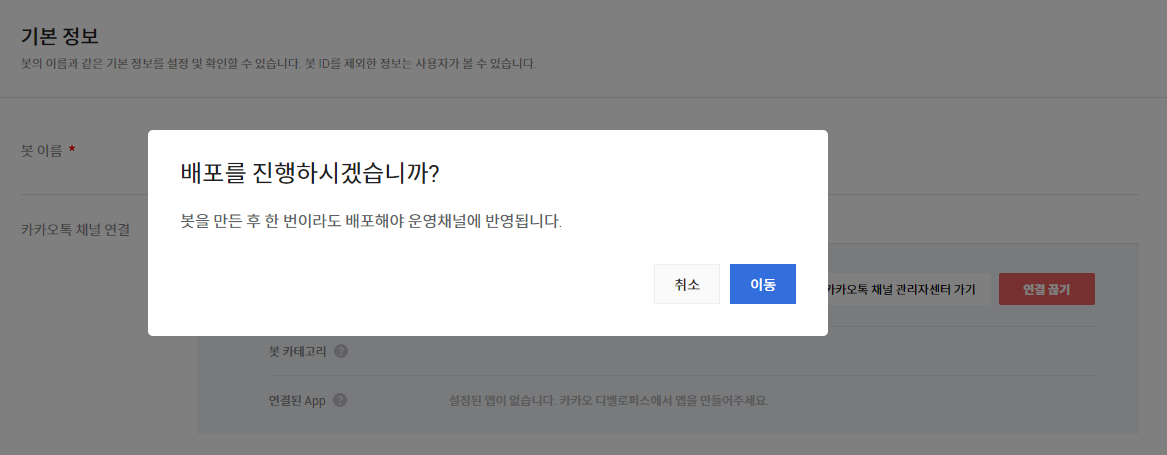 기본 정보
봇의 이름과 같은 기본 정보를 설정 및 확인할 수 있습니다. 봇 ID를 제외한 정보는 사용자가 볼 수 있습니다.
봇 이름 *
배포를 진행하시겠습니까?
봇을 만든 후 한 번이라도 배포해야 운영채널에 반영됩니다.
취소 이동
카카오톡 채널 연결
카카오톡 채널 관리자센터 가기 연결 끊기
봇 카테고리 ?
연결된 App ? 설정된 앱이 없습니다. 카카오 디벨로퍼스에서 앱을 만들어주세요.